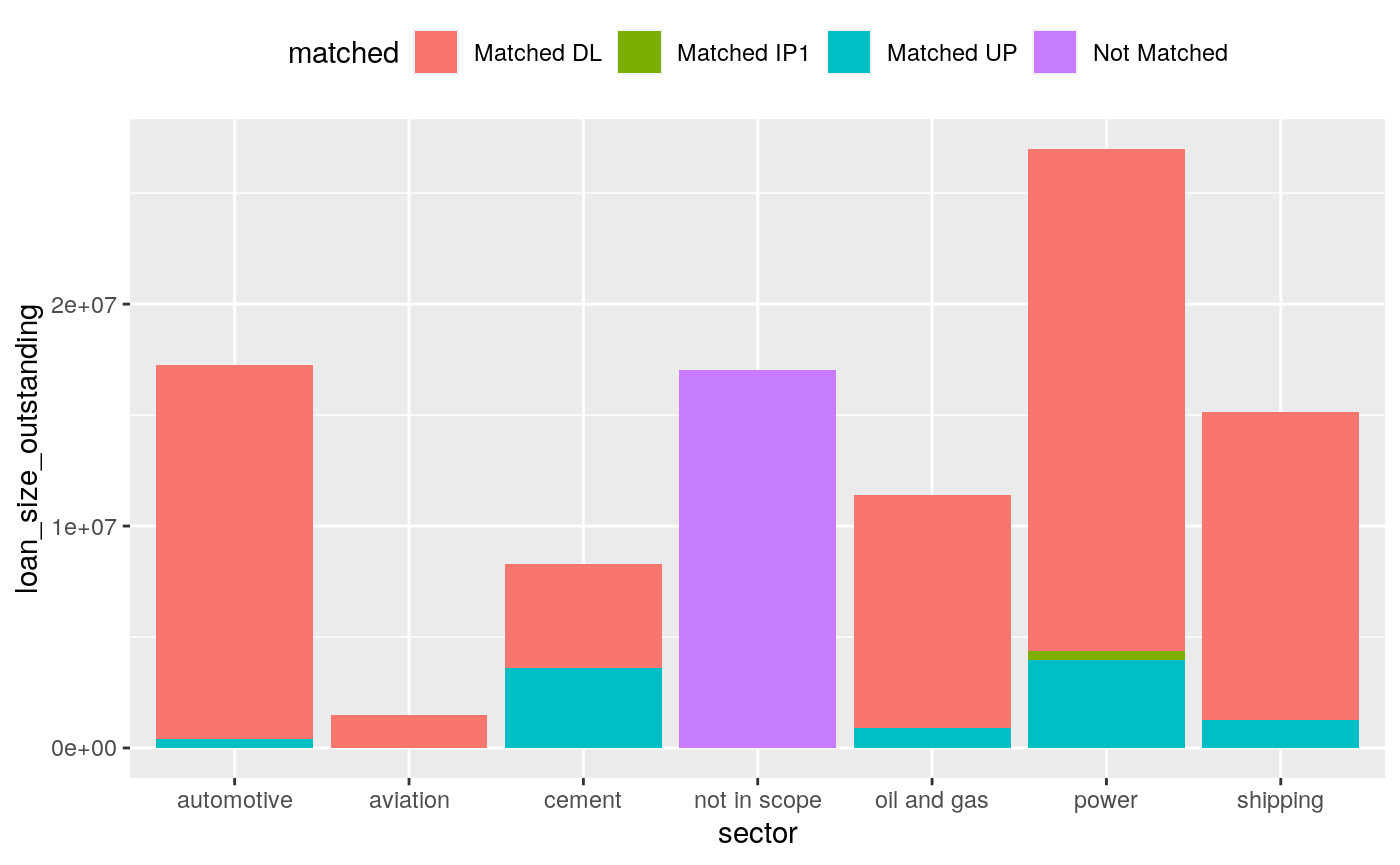 matched Matched DL Matched IP1 Matched UP Not Matched
loan_size_outstanding
2e+07
1e+07
0e+00
automotive aviation cement not in scope oil and gas power shipping
sector